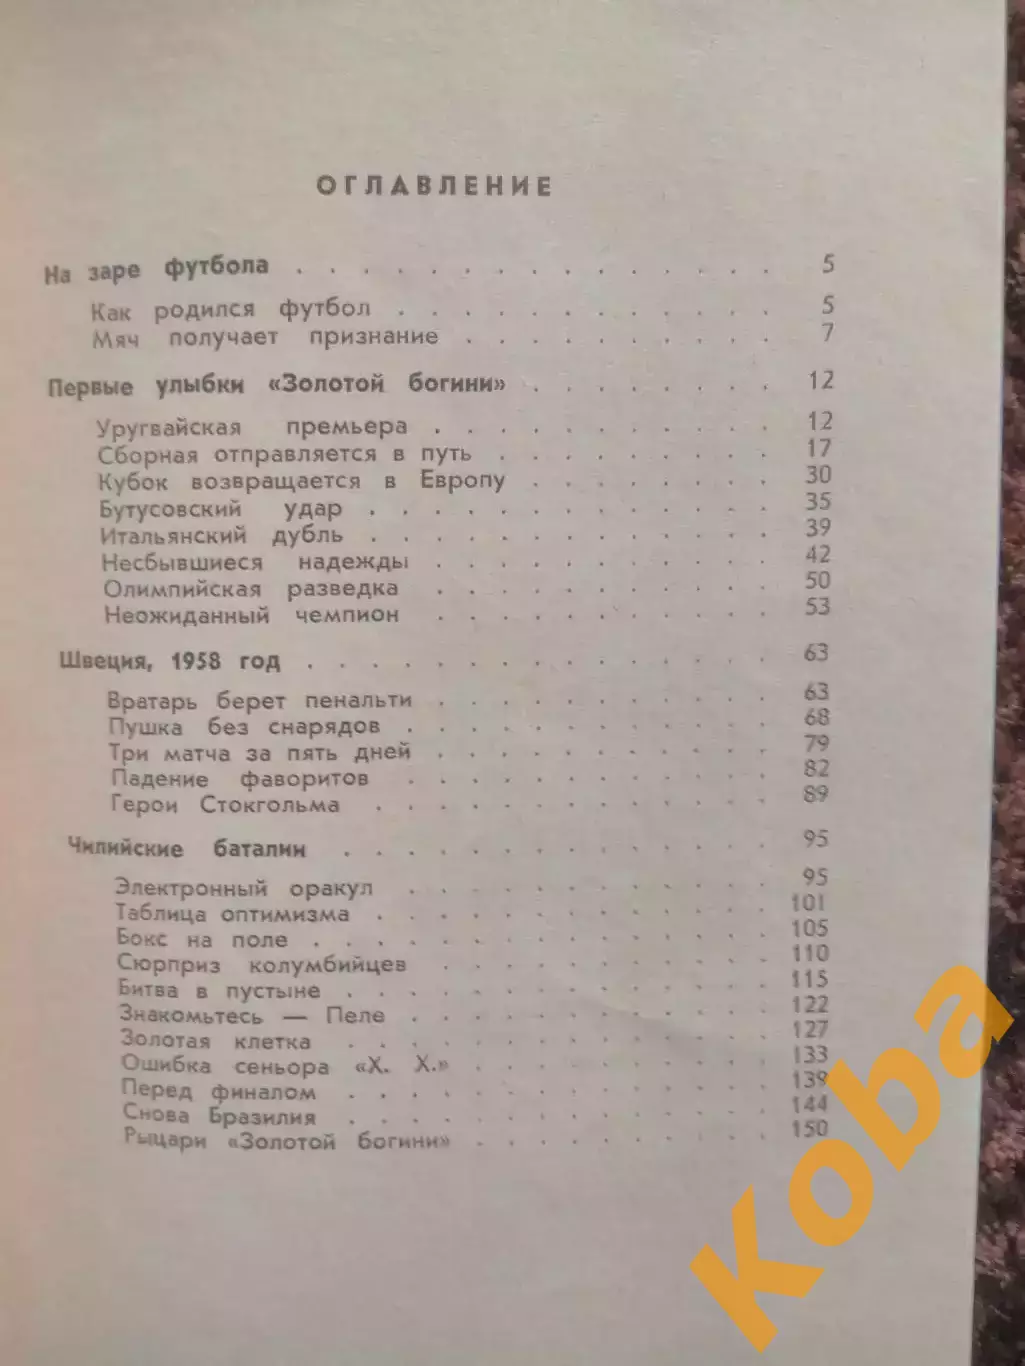 ОГЛАВЛЕНИЕ
На заре футбола . . . . . . . . . . . . . . . 5
Как родился футбол . . . . . . . . . . . . 5
Мяч получает признание . . . . . . . . . . 7
Первые улыбки «Золотой богини» . . . . . . . . 12
Уругвайская премьера . . . . . . . . . . . 12
Сборная отправляется в путь . . . . . . . . . 17
Кубок возвращается в Европу . . . . . . . . 30
Бутусовский удар . . . . . . . . . . . . . 35
Итальянский дубль . . . . . . . . . . . . . 39
Несбывшиеся надежды . . . . . . . . . . . 42
Олимпийская разведка . . . . . . . . . . . 50
Неожиданный чемпион . . . . . . . . . . . 53
Швеция, 1958 год . . . . . . . . . . . . . . . 63
Вратарь берет пенальти . . . . . . . . . . . 63
Пушка без снарядов . . . . . . . . . . . . 68
Три матча за пять дней . . . . . . . . . . . 79
Падение фаворитов . . . . . . . . . . . . 82
Герои Стокгольма . . . . . . . . . . . . . 89
Чилийские баталии . . . . . . . . . . . . . . 95
Электронный оракул . . . . . . . . . . . . 95
Таблица оптимизма . . . . . . . . . . . . . 101
Бокс на поле . . . . . . . . . . . . . . . 105
Сюрприз колумбийцев . . . . . . . . . . . 110
Битва в пустыне . . . . . . . . . . . . . . 115
Знакомьтесь — Пеле . . . . . . . . . . . . 122
Золотая клетка . . . . . . . . . . . . . . 127
Ошибка сеньора «Х. Х.» . . . . . . . . . . 133
Перед финалом . . . . . . . . . . . . . . 139
Снова Бразилия . . . . . . . . . . . . . . 144
Рыцари «Золотой богини» . . . . . . . . . . 150
Koba